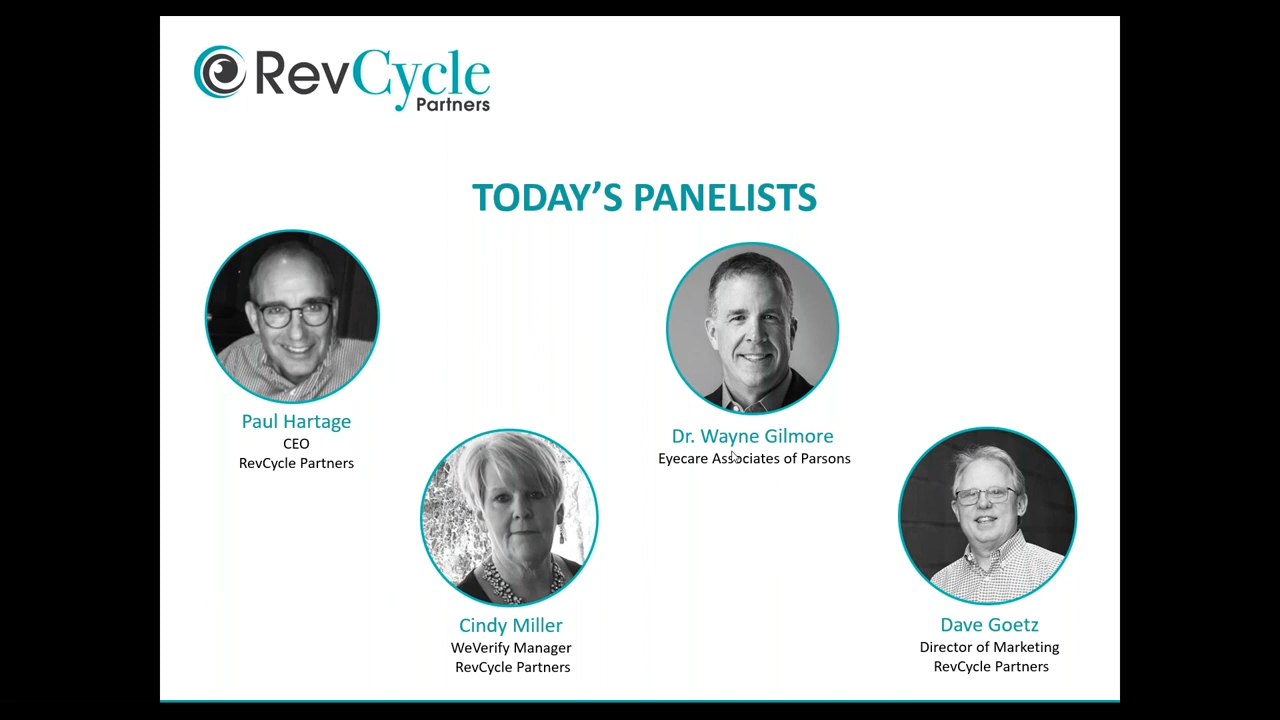 RevCycle
Partners
TODAY'S PANELISTS
Paul Hartage
CEO
RevCycle Partners
Dr. Wayne Gilmore
Eyecare Associates of Parsons
Cindy Miller
WeVerify Manager
RevCycle Partners
Dave Goetz
Director of Marketing
RevCycle Partners